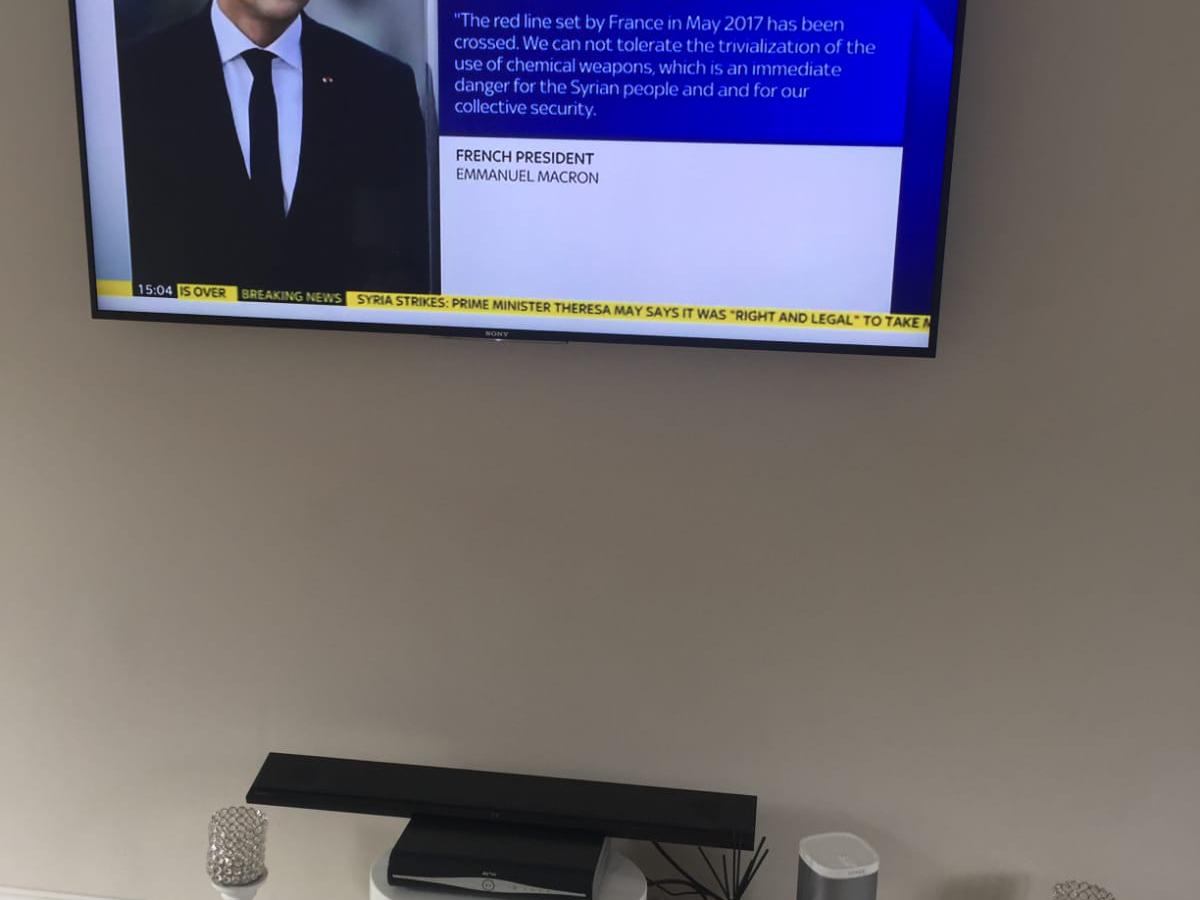 "The red line set by France in May 2017 has been
crossed. We can not tolerate the trivialization of the
use of chemical weapons, which is an immediate
danger for the Syrian people and and for our
collective security.
FRENCH PRESIDENT
EMMANUEL MACRON
15:04 IS OVER BREAKING NEWS SYRIA STRIKES: PRIME MINISTER THERESA MAY SAYS IT WAS "RIGHT AND LEGAL" TO TAKE
SONY